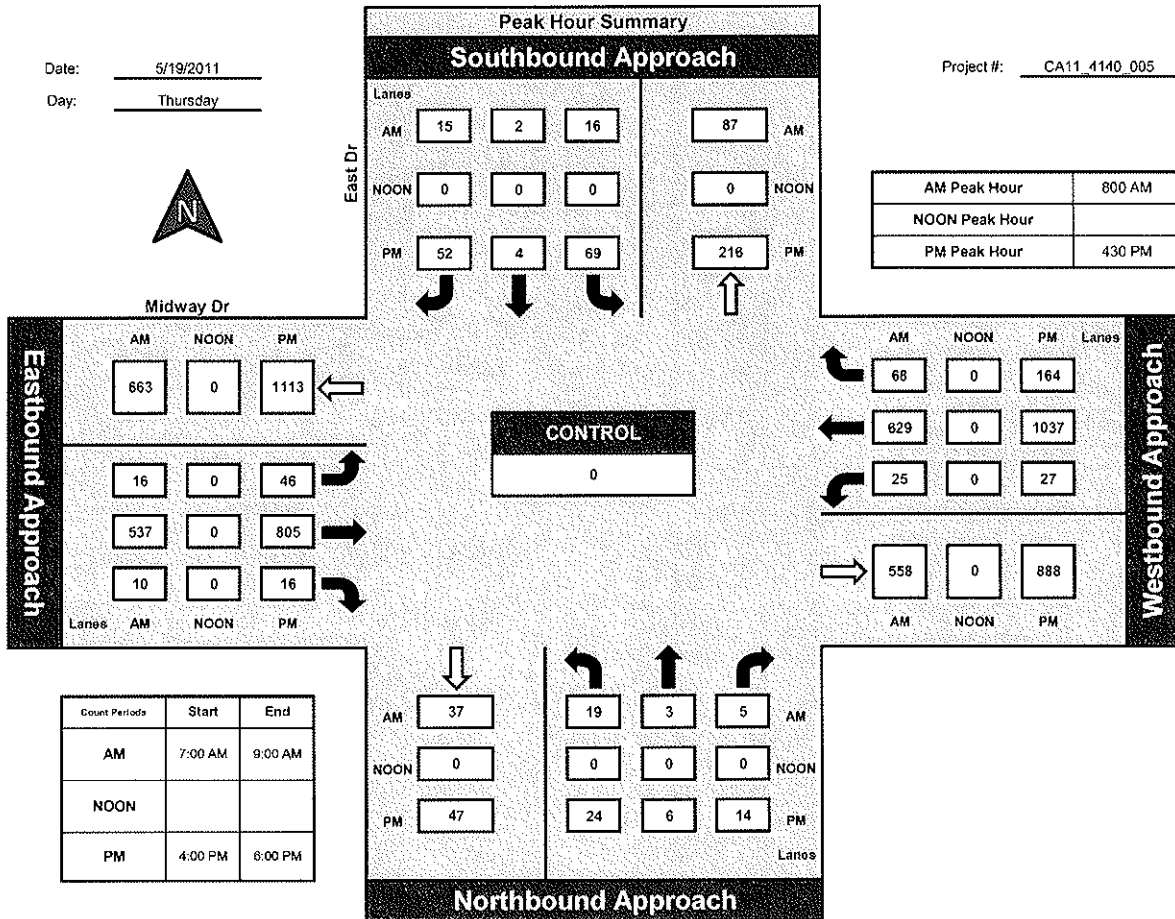 Peak Hour Summary
Southbound Approach
Date: 5/19/2011
Day: Thursday
Project #: CA11_4140_005
N
East Dr
Lanes
AM 15 2 16 87 AM
NOON 0 0 0 0 NOON
PM 52 4 69 216 PM
AM Peak Hour 800 AM
NOON Peak Hour
PM Peak Hour 430 PM
Midway Dr
Eastbound Approach
AM NOON PM
663 0 1113
16 0 46
537 0 805
10 0 16
Lanes AM NOON PM
CONTROL
0
AM NOON PM Lanes
68 0 164
629 0 1037
25 0 27
558 0 888
AM NOON PM
Westbound Approach
Count Periods Start End
AM 7:00 AM 9:00 AM
NOON
PM 4:00 PM 6:00 PM
AM 37 19 3 5 AM
NOON 0 0 0 0 NOON
PM 47 24 6 14 PM
Lanes
Northbound Approach